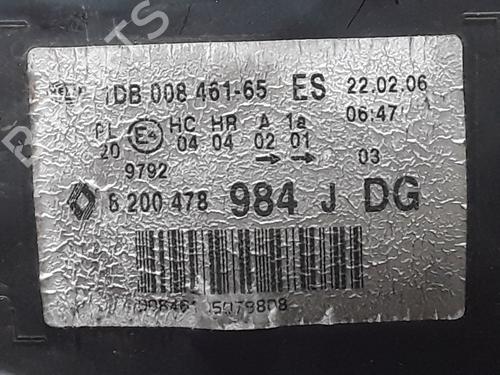 1DB 008 461-65 ES 22.02.06
06:47
PL E4 HC HR A 1a
20 04 04 02 01 03
9792
8 200 478 984 J DG